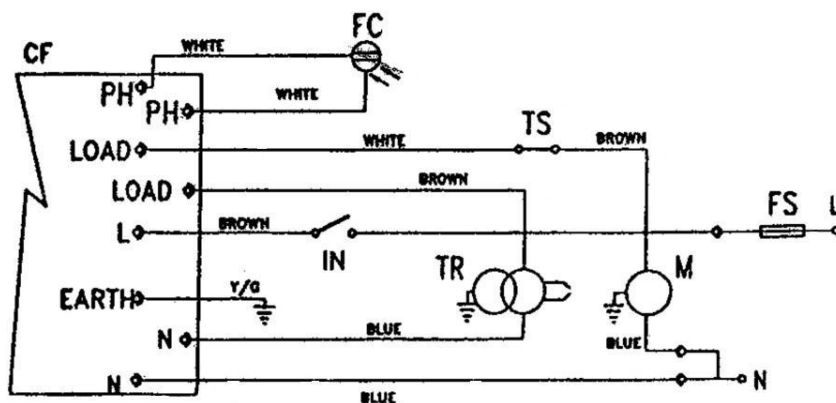 FC
WHITE
CF
PH
PH
WHITE
TS
LOAD
WHITE
BROWN
LOAD
BROWN
FS
L
BROWN
IN
TR
M
EARTH
Y/G
N
BLUE
BLUE
N
N
BLUE